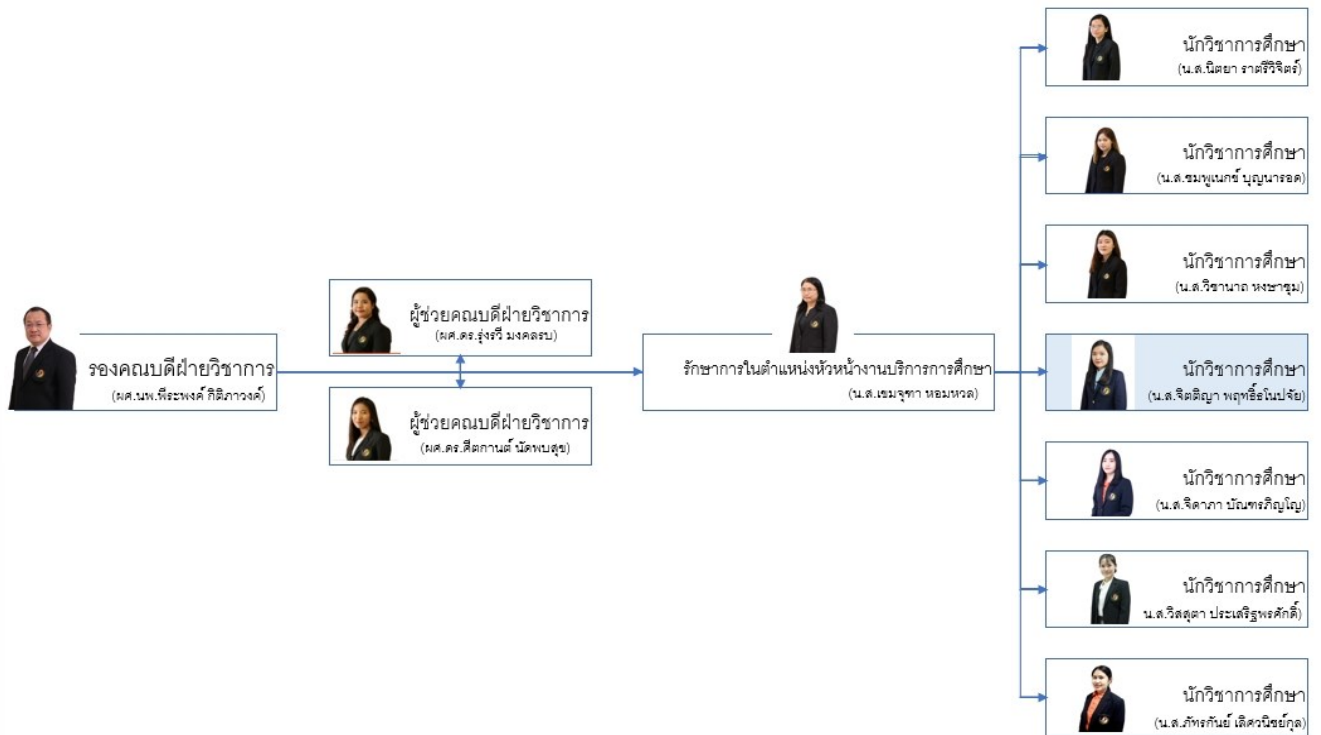 รองคณบดีฝ่ายวิชาการ
(ผศ.นพ.พีระพงค์ กิติภาวงค์)
ผู้ช่วยคณบดีฝ่ายวิชาการ
(ผศ.ดร.รุ่งรวี มงคลรบ)
ผู้ช่วยคณบดีฝ่ายวิชาการ
(ผศ.ดร.ศีตกานต์ นัดพบสุข)
รักษาการในตำแหน่งหัวหน้างานบริการการศึกษา
(น.ส.เขมจุฑา หอมหวล)
นักวิชาการศึกษา
(น.ส.นิตยา ราตรีวิจิตร์)
นักวิชาการศึกษา
(น.ส.ชมพูเนกข์ บุญนารอด)
นักวิชาการศึกษา
(น.ส.วิชานาถ หงษาชุม)
นักวิชาการศึกษา
(น.ส.จิตติญา พฤทธิ์ธโนปจัย)
นักวิชาการศึกษา
(น.ส.จิดาภา บัณฑรภิญโญ)
นักวิชาการศึกษา
น.ส.วิสสุตา ประเสริฐพรศักดิ์)
นักวิชาการศึกษา
(น.ส.ภัทรกันย์ เลิศวนิชย์กุล)